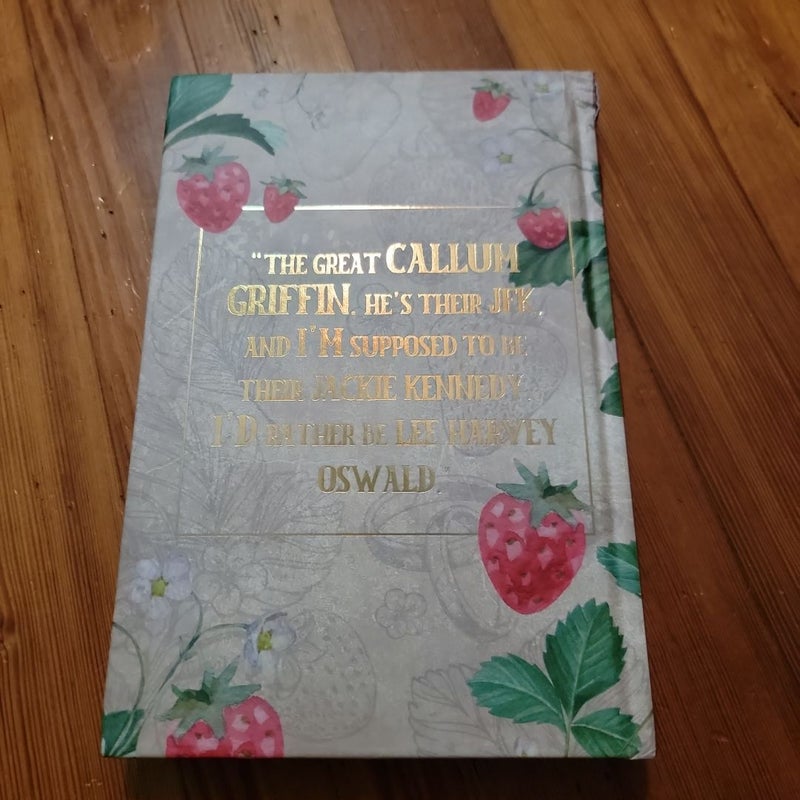 "THE GREAT CALLUM
GRIFFIN. HE'S THEIR JFK,
AND I'M SUPPOSED TO BE
THEIR JACKIE KENNEDY.
I'D RATHER BE LEE HARVEY
OSWALD."